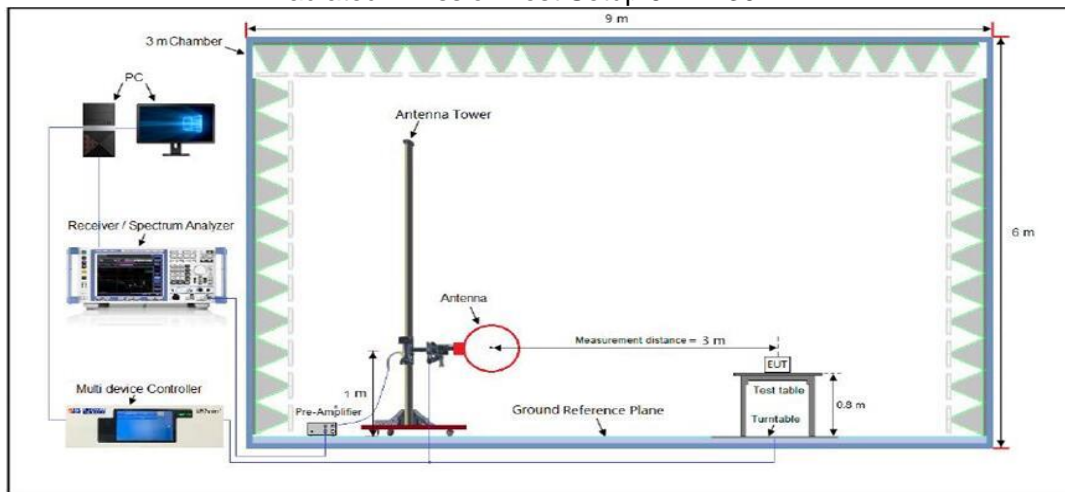 9 m
3 m Chamber
PC
Antenna Tower
Receiver / Spectrum Analyzer
6 m
Antenna
Measurement distance = 3 m
EUT
Multi device Controller
1 m
Test table
0.8 m
Pre-Amplifier
Ground Reference Plane
Turntable